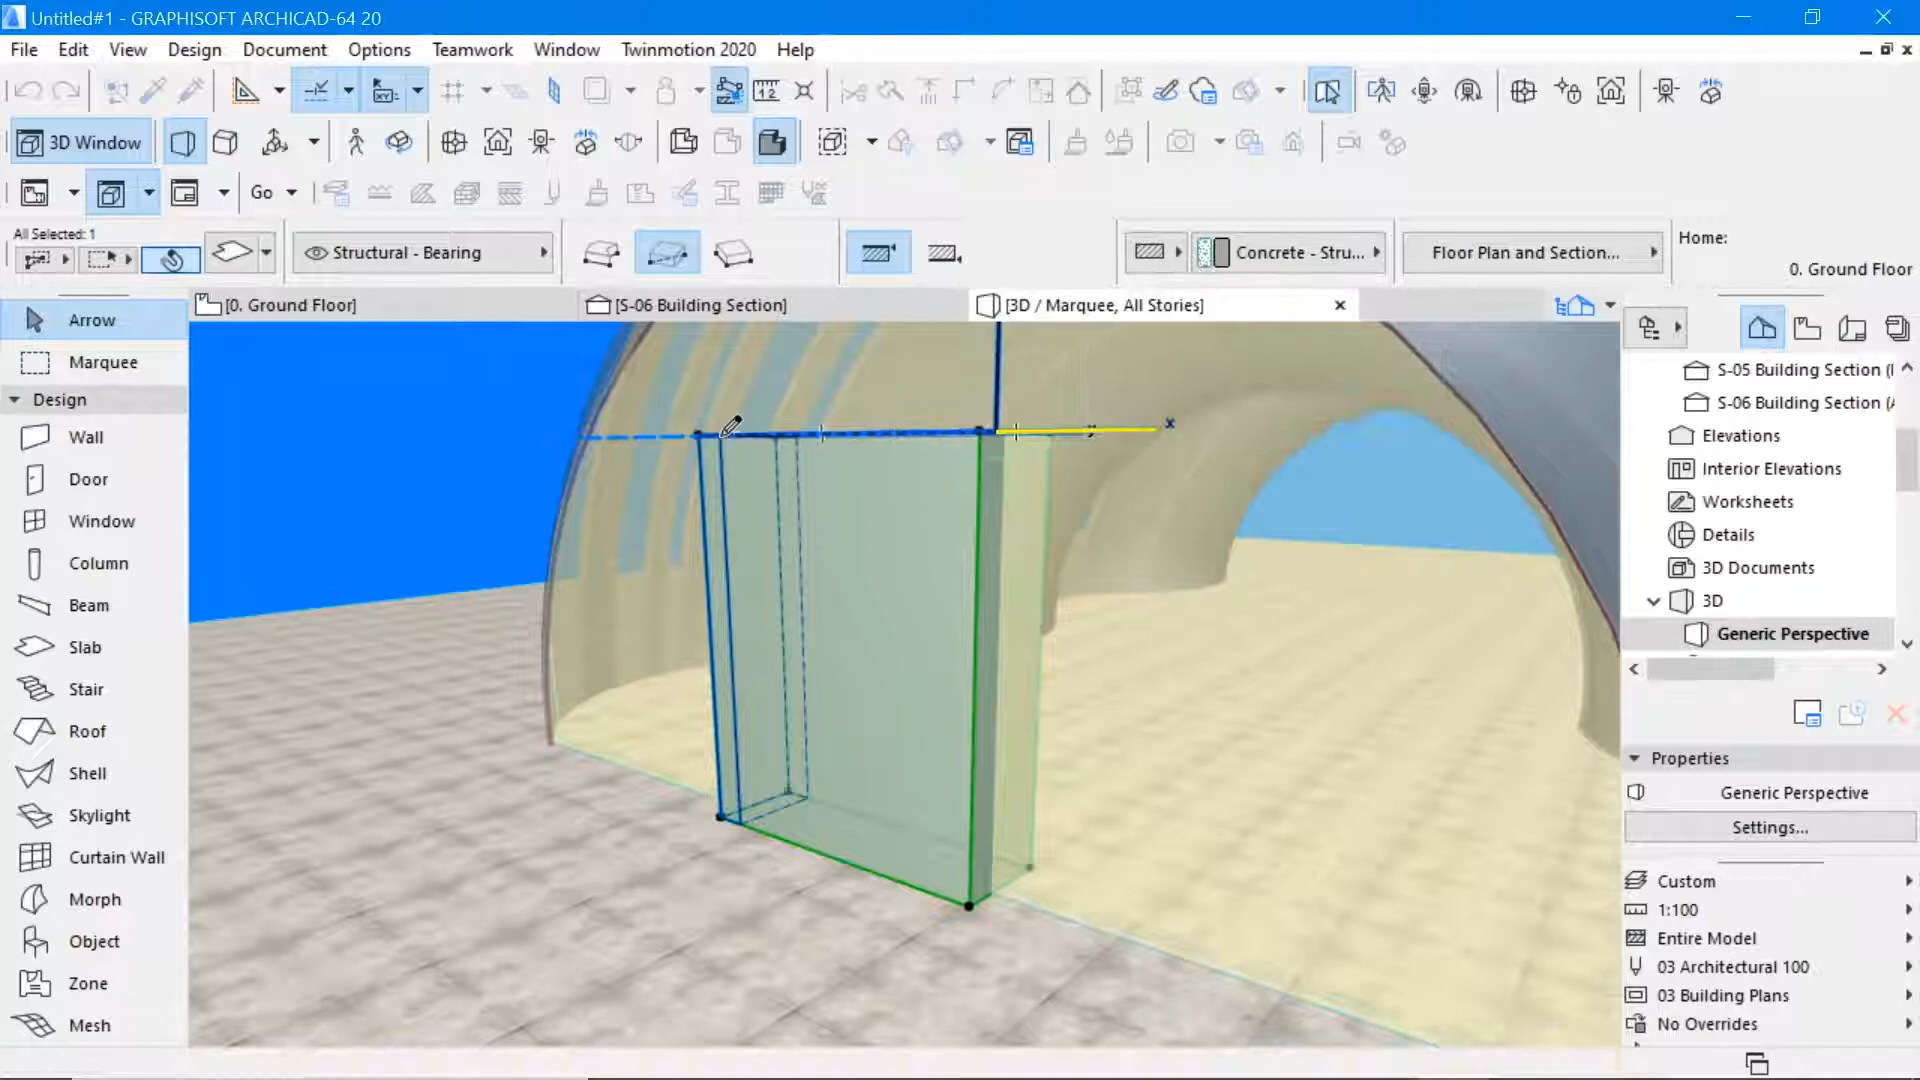 Untitled#1 - GRAPHISOFT ARCHICAD-64 20
File Edit View Design Document Options Teamwork Window Twinmotion 2020 Help
3D Window
Go
All Selected: 1
Structural - Bearing
Concrete - Stru...
Floor Plan and Section...
Home:
0. Ground Floor
[0. Ground Floor]
[S-06 Building Section]
[3D / Marquee, All Stories]
Arrow
Marquee
Design
Wall
Door
Window
Column
Beam
Slab
Stair
Roof
Shell
Skylight
Curtain Wall
Morph
Object
Zone
Mesh
x
S-05 Building Section (
S-06 Building Section (
Elevations
Interior Elevations
Worksheets
Details
3D Documents
3D
Generic Perspective
Properties
Generic Perspective
Settings...
Custom
1:100
Entire Model
03 Architectural 100
03 Building Plans
No Overrides